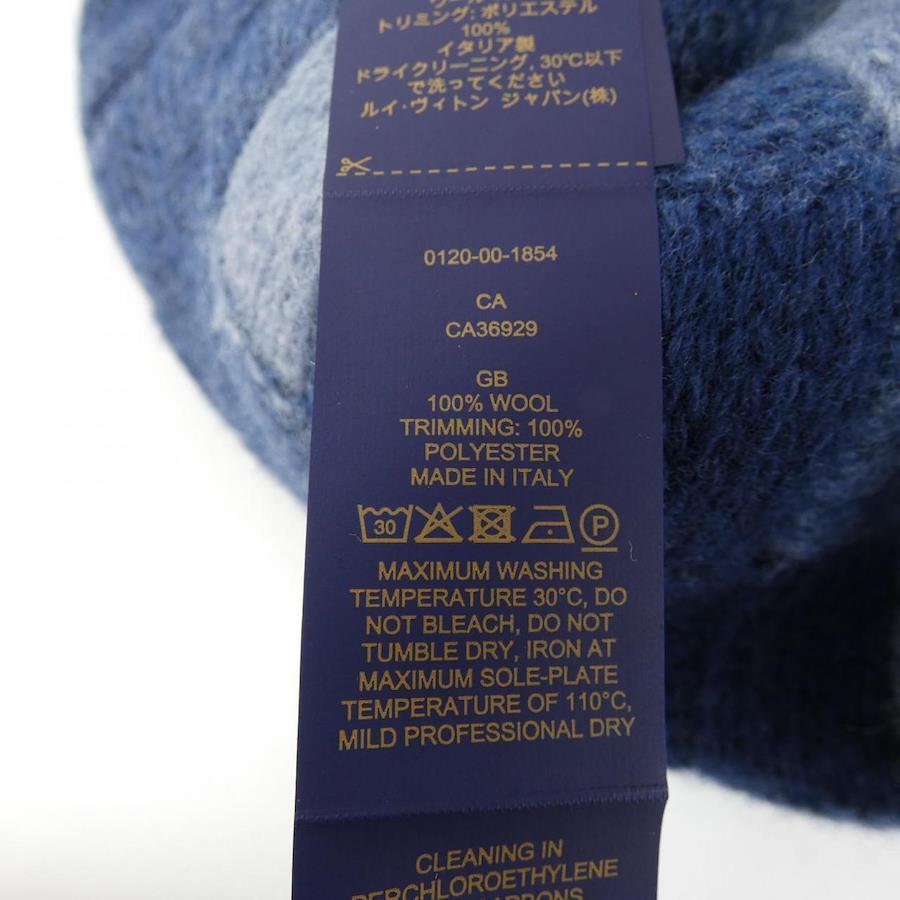 トリミング: ポリエステル
100%
イタリア製
ドライクリーニング, 30℃以下
で洗ってください
ルイ·ヴィトン ジャパン(株)
0120-00-1854
CA
CA36929
GB
100% WOOL
TRIMMING: 100%
POLYESTER
MADE IN ITALY
30 P
MAXIMUM WASHING
TEMPERATURE 30°C, DO
NOT BLEACH, DO NOT
TUMBLE DRY, IRON AT
MAXIMUM SOLE-PLATE
TEMPERATURE OF 110°C,
MILD PROFESSIONAL DRY
CLEANING IN
PERCHLOROETHYLENE